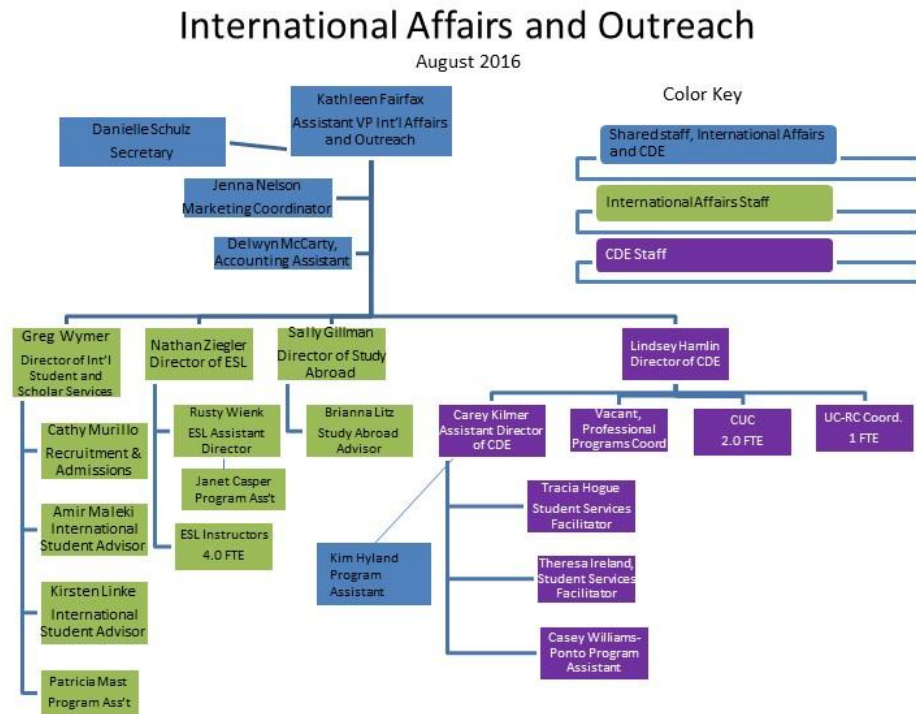 International Affairs and Outreach
August 2016
Kathleen Fairfax
Assistant VP Int'l Affairs
and Outreach
Danielle Schulz
Secretary
Jenna Nelson
Marketing Coordinator
Delwyn McCarty,
Accounting Assistant
Color Key
Shared staff, International Affairs
and CDE
International Affairs Staff
CDE Staff
Greg Wymer
Director of Int'l
Student and
Scholar Services
Cathy Murillo
Recruitment &
Admissions
Amir Maleki
International
Student Advisor
Kirsten Linke
International
Student Advisor
Patricia Mast
Program Ass't
Nathan Ziegler
Director of ESL
Rusty Wienk
ESL Assistant
Director
Janet Casper
Program Ass't
ESL Instructors
4.0 FTE
Sally Gillman
Director of Study
Abroad
Brianna Litz
Study Abroad
Advisor
Lindsey Hamlin
Director of CDE
Carey Kilmer
Assistant Director
of CDE
Vacant,
Professional
Programs Coord
CUC
2.0 FTE
UC-RC Coord.
1 FTE
Kim Hyland
Program
Assistant
Tracia Hogue
Student Services
Facilitator
Theresa Ireland,
Student Services
Facilitator
Casey Williams-
Ponto Program
Assistant